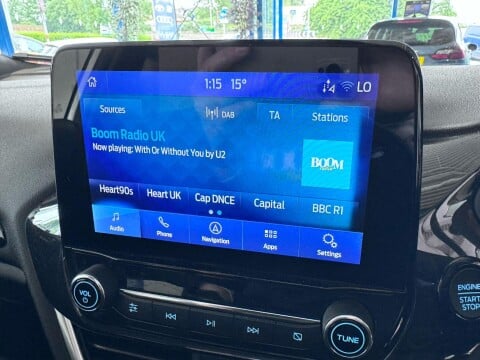 1:15 15° LO
Sources DAB TA Stations
Boom Radio UK
Now playing: With Or Without You by U2
BOOM
Heart90s Heart UK Cap DNCE Capital BBC R1
Audio Phone Navigation Apps Settings
VOL
TUNE
ENGINE
START
STOP